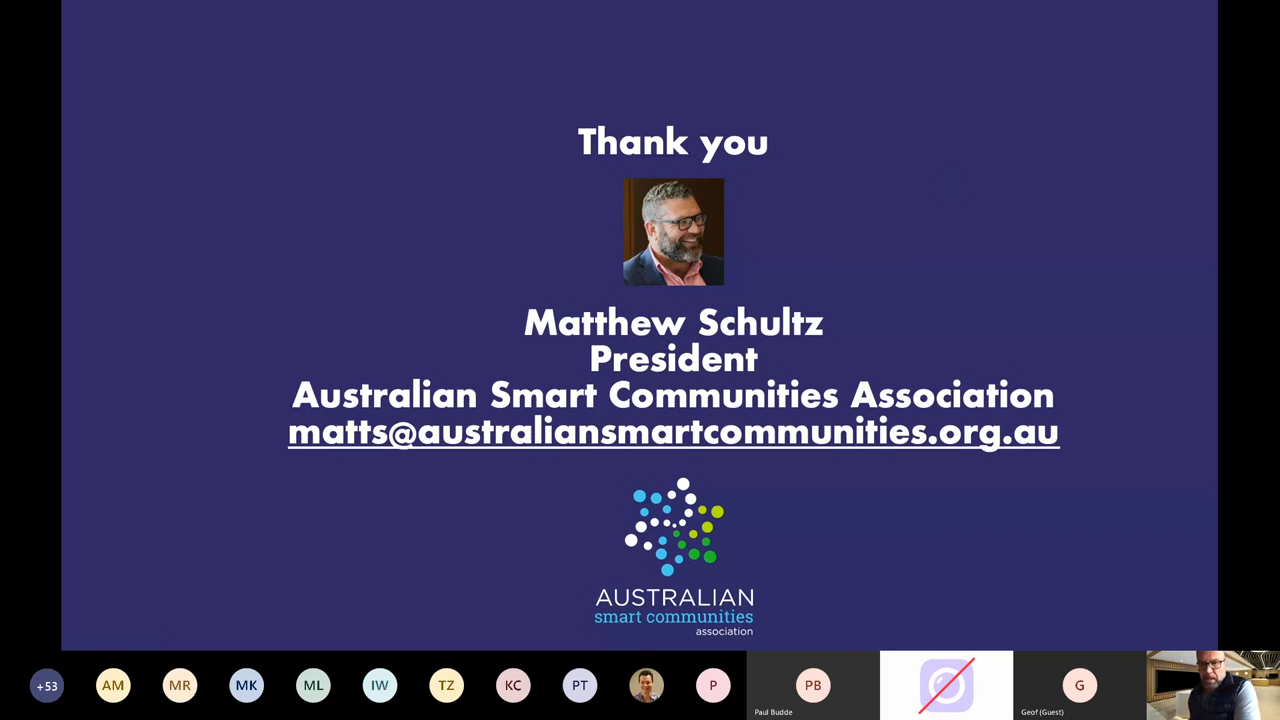 Thank you
Matthew Schultz
President
Australian Smart Communities Association
matts@australiansmartcommunities.org.au
AUSTRALIAN
smart communities
association
+53
AM
MR
MK
ML
IW
TZ
KC
PT
P
PB
G
Paul Budde
Geof (Guest)